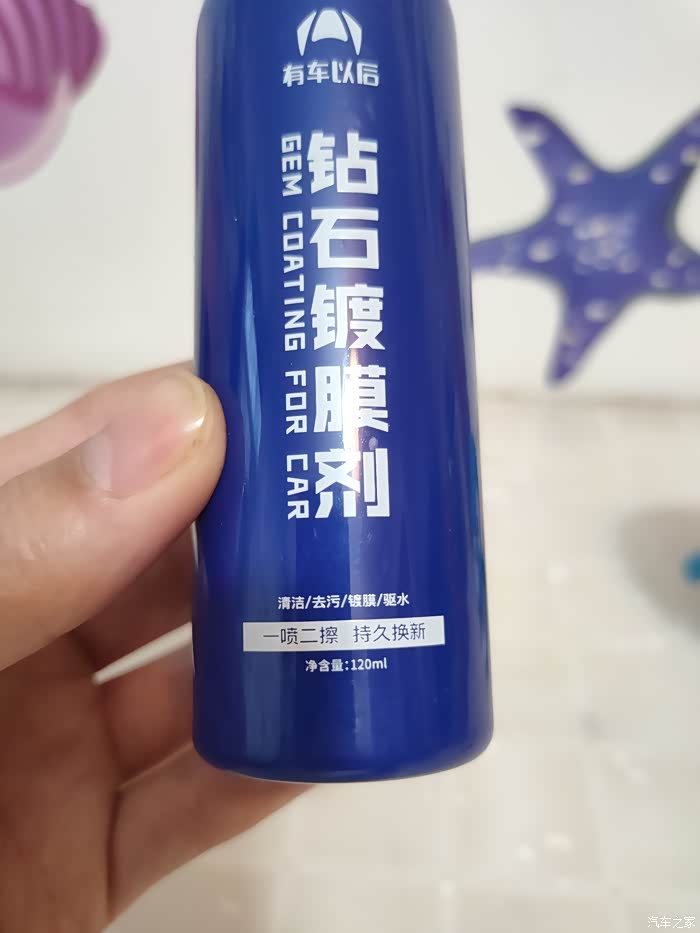 有车以后
钻石镀膜剂
GEM COATING FOR CAR
清洁/去污/镀膜/驱水
一喷二擦 持久换新
净含量:120ml
汽车之家